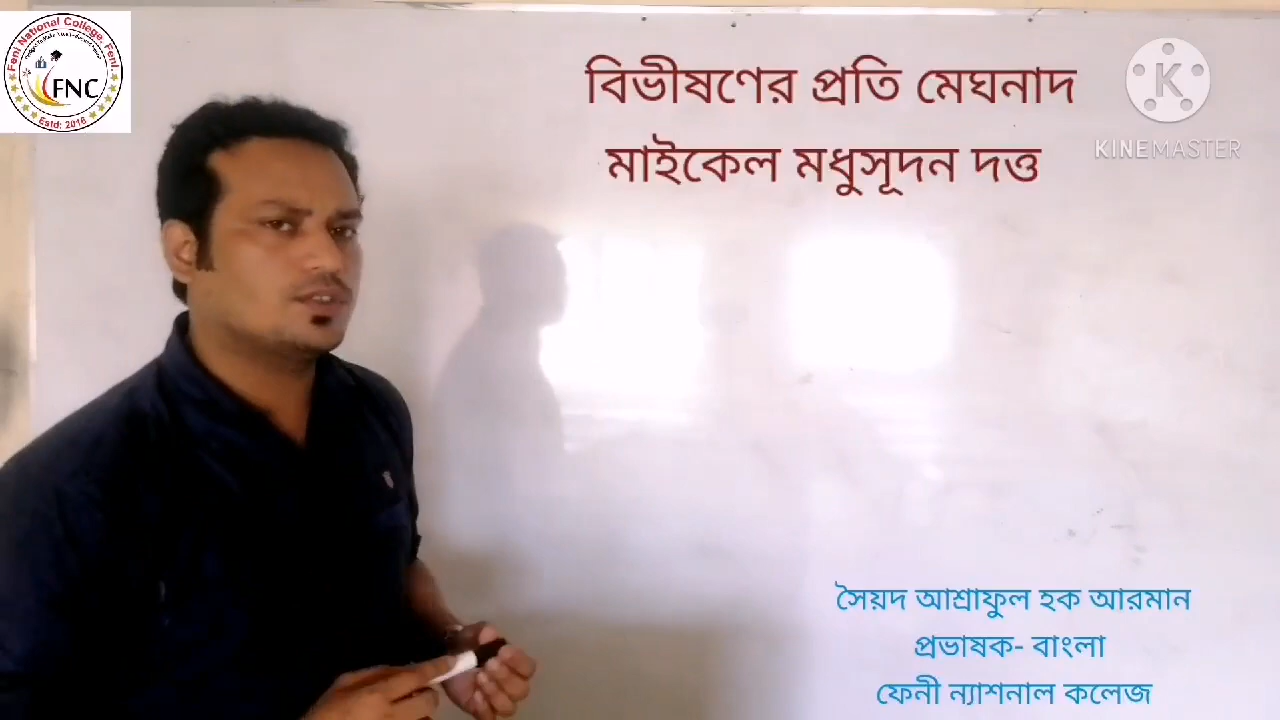 Feni National College, Feni
FNC
Estd: 2018
বিভীষণের প্রতি মেঘনাদ
মাইকেল মধুসূদন দত্ত
K
KINEMASTER
সৈয়দ আশ্রাফুল হক আরমান
প্রভাষক- বাংলা
ফেনী ন্যাশনাল কলেজ